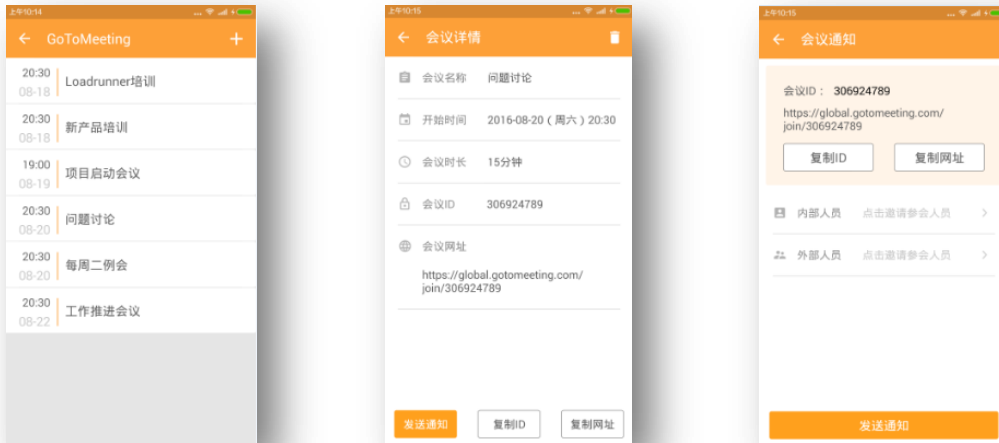 上午10:14
GoToMeeting
20:30
08-18
Loadrunner培训
20:30
08-18
新产品培训
19:00
08-19
项目启动会议
20:30
08-20
问题讨论
20:30
08-20
每周二例会
20:30
08-22
工作推进会议
上午10:15
会议详情
会议名称 问题讨论
开始时间 2016-08-20（周六）20:30
会议时长 15分钟
会议ID 306924789
会议网址
https://global.gotomeeting.com/
join/306924789
发送通知 复制ID 复制网址
上午10:15
会议通知
会议ID： 306924789
https://global.gotomeeting.com/
join/306924789
复制ID 复制网址
内部人员 点击邀请参会人员
外部人员 点击邀请参会人员
发送通知